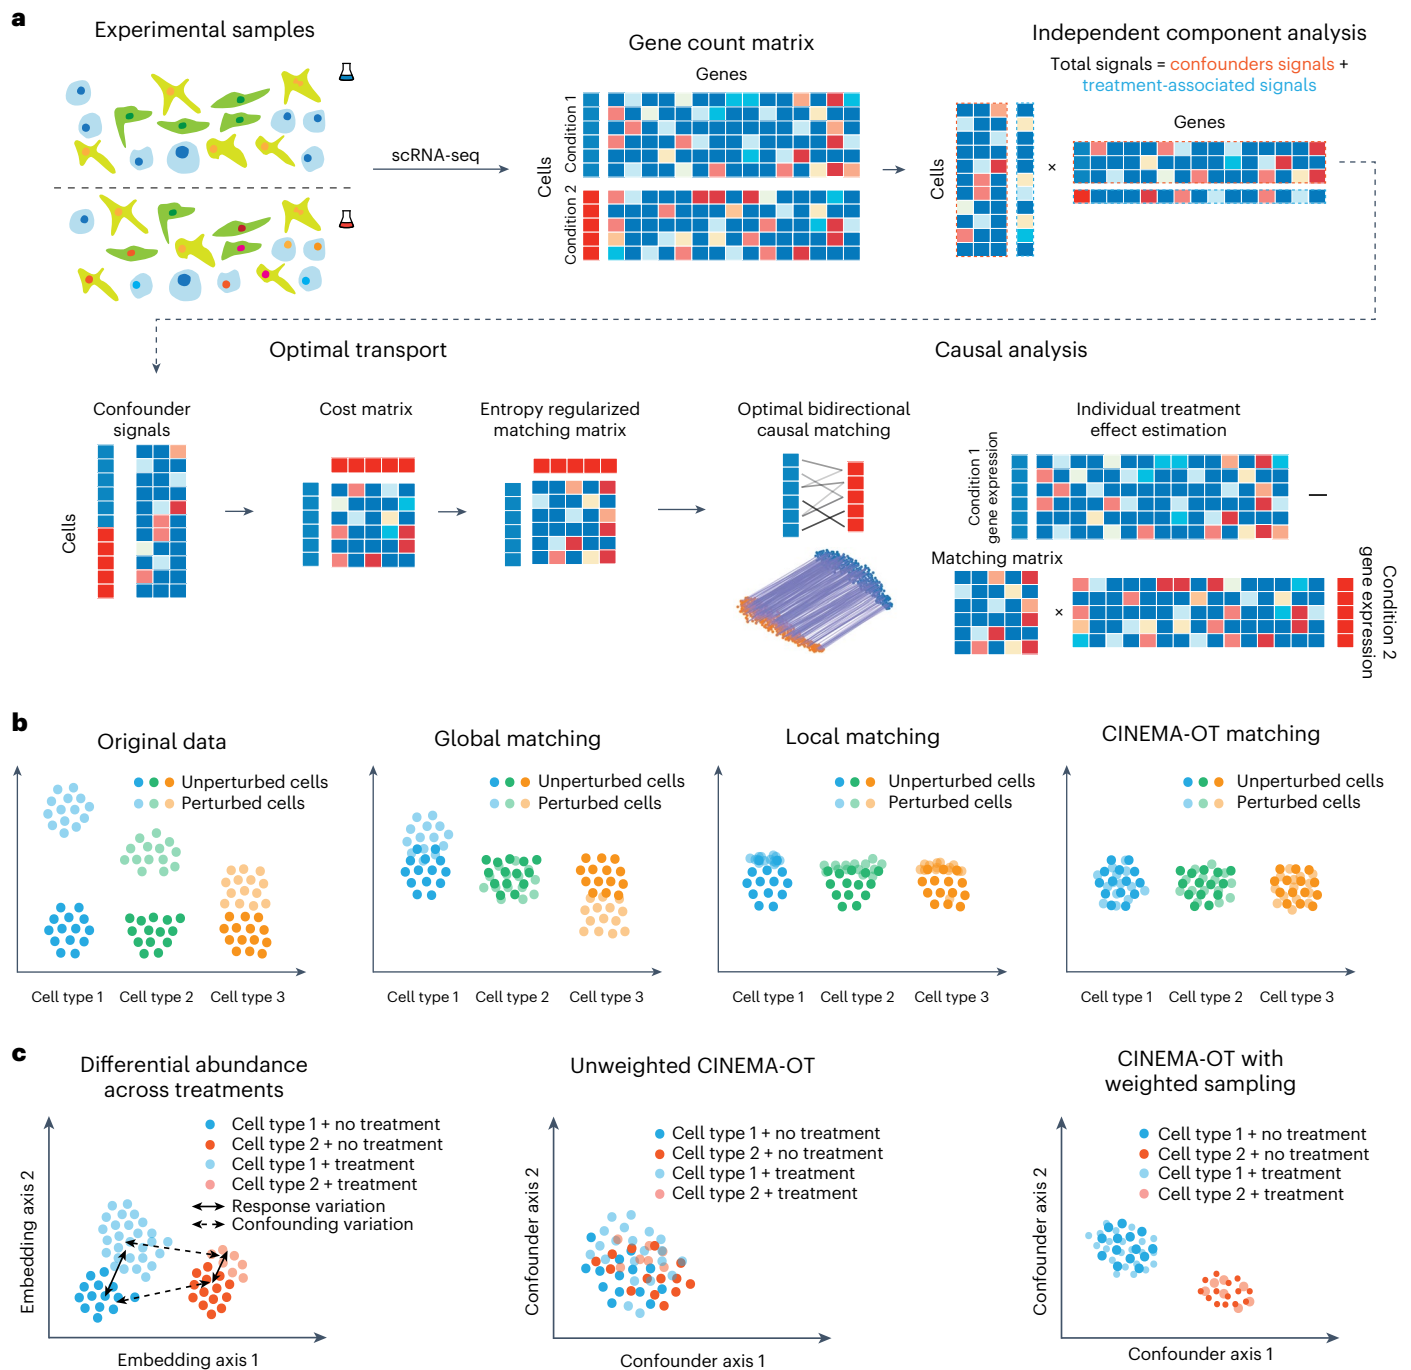 a
Experimental samples
scRNA-seq
Gene count matrix
Genes
Cells
Condition 1
Condition 2
Independent component analysis
Total signals = confounders signals +
treatment-associated signals
Genes
Cells
×
Optimal transport
Causal analysis
Confounder
signals
Cells
Cost matrix
Entropy regularized
matching matrix
Optimal bidirectional
causal matching
Individual treatment
effect estimation
Condition 1
gene expression
—
Matching matrix
×
Condition 2
gene expression
b
Original data
Unperturbed cells
Perturbed cells
Cell type 1
Cell type 2
Cell type 3
Global matching
Unperturbed cells
Perturbed cells
Cell type 1
Cell type 2
Cell type 3
Local matching
Unperturbed cells
Perturbed cells
Cell type 1
Cell type 2
Cell type 3
CINEMA-OT matching
Unperturbed cells
Perturbed cells
Cell type 1
Cell type 2
Cell type 3
c
Differential abundance
across treatments
Cell type 1 + no treatment
Cell type 2 + no treatment
Cell type 1 + treatment
Cell type 2 + treatment
Response variation
Confounding variation
Embedding axis 2
Embedding axis 1
Unweighted CINEMA-OT
Cell type 1 + no treatment
Cell type 2 + no treatment
Cell type 1 + treatment
Cell type 2 + treatment
Confounder axis 2
Confounder axis 1
CINEMA-OT with
weighted sampling
Cell type 1 + no treatment
Cell type 2 + no treatment
Cell type 1 + treatment
Cell type 2 + treatment
Confounder axis 2
Confounder axis 1